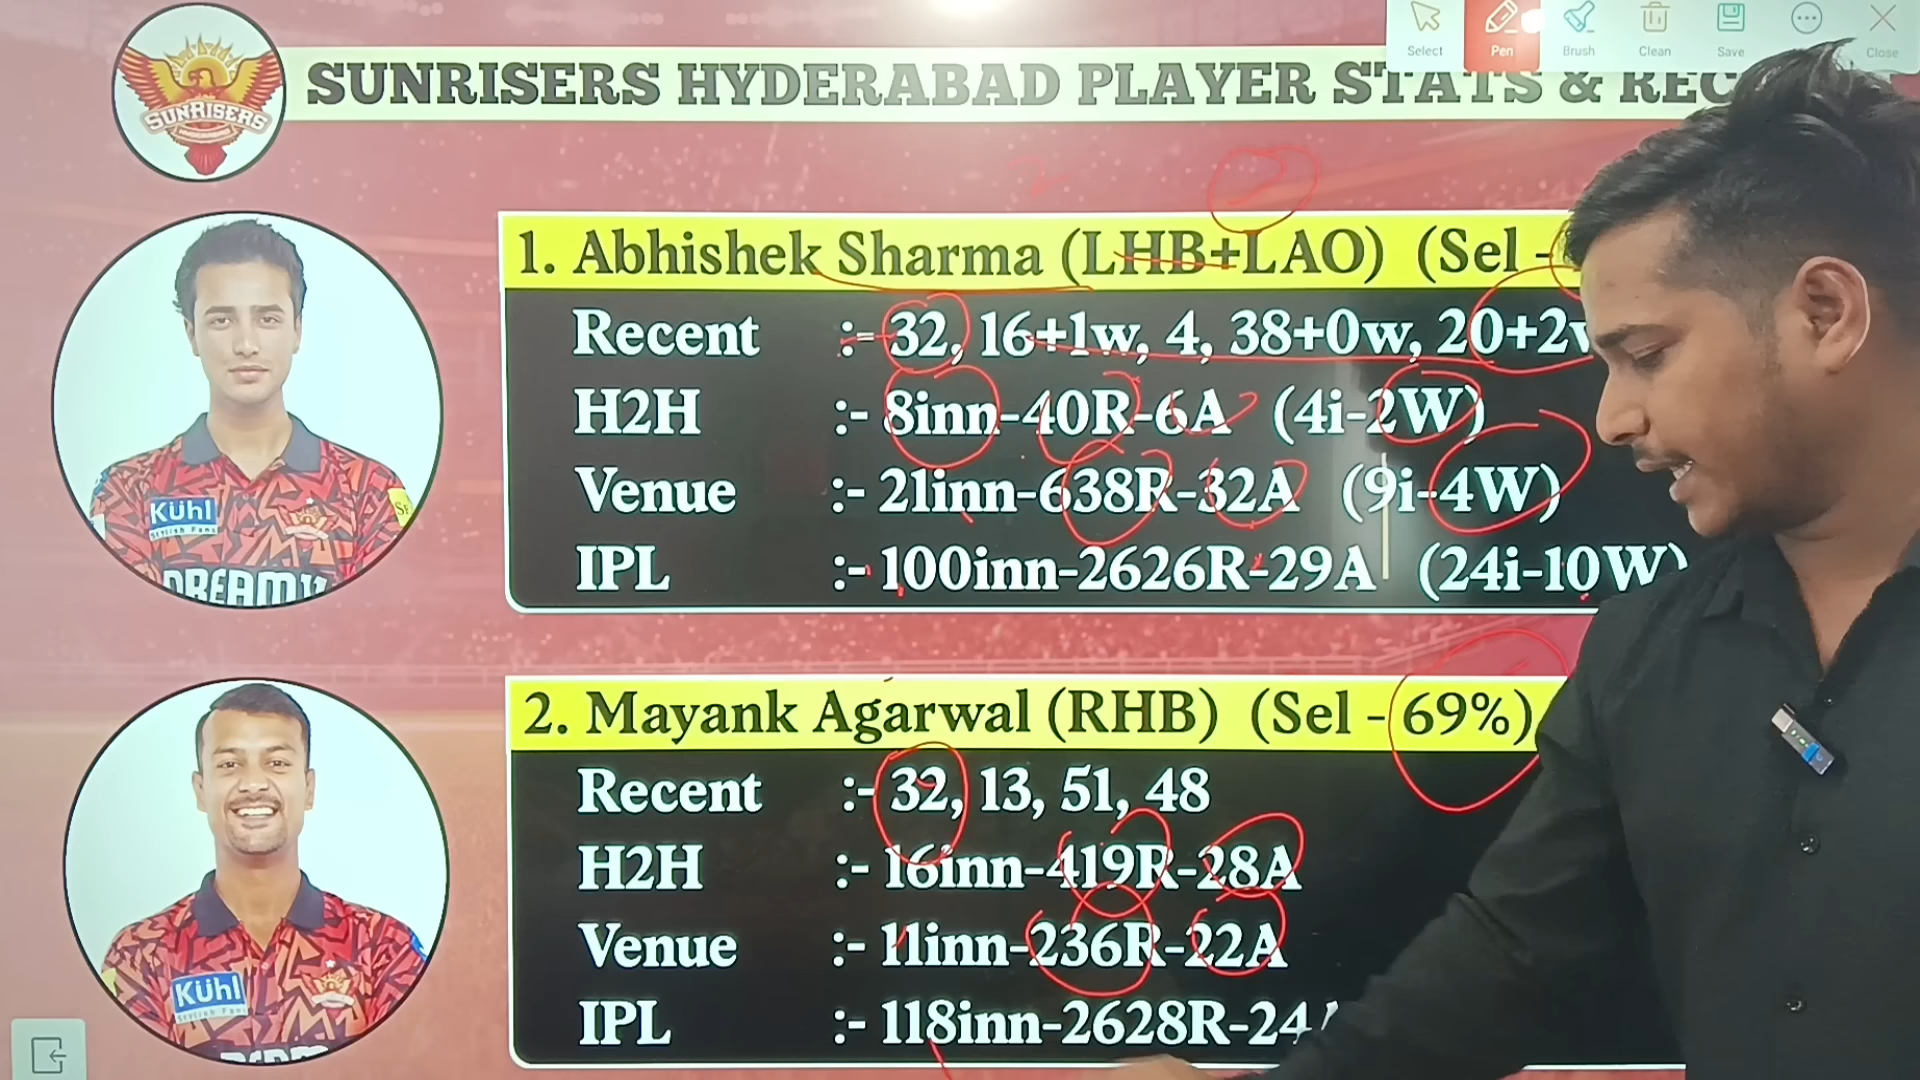 Select Pen Brush Clean Save Close
SUNRISERS HYDERABAD PLAYER STATS & REC
SUNRISERS
1. Abhishek Sharma (LHB+LAO) (Sel -
Recent :- 32, 16+1w, 4, 38+0w, 20+2w
H2H :- 8inn-40R-6A (4i-2W)
Venue :- 21inn-638R-32A (9i-4W)
IPL :- 100inn-2626R-29A (24i-10W)
KÜHL
DREAM11
2. Mayank Agarwal (RHB) (Sel - 69%)
Recent :- 32, 13, 51, 48
H2H :- 16inn-419R-28A
Venue :- 11inn-236R-22A
IPL :- 118inn-2628R-24
KÜHL